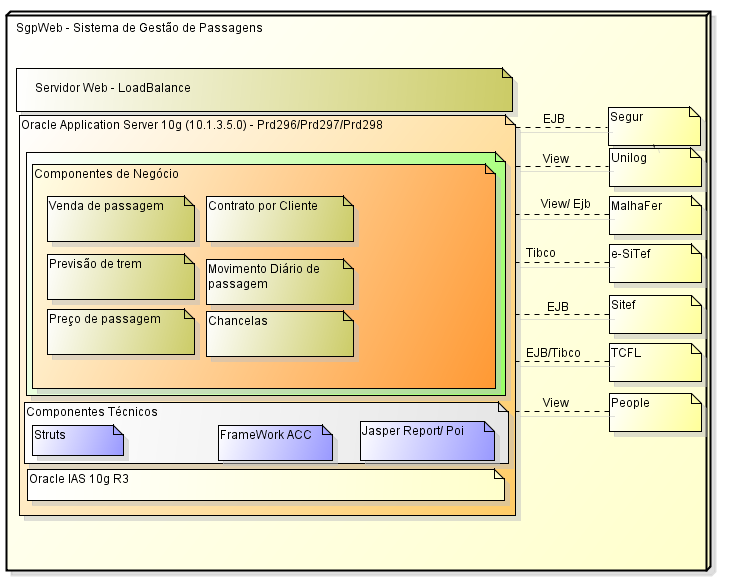 SgpWeb - Sistema de Gestão de Passagens
Servidor Web - LoadBalance
Oracle Application Server 10g (10.1.3.5.0) - Prd296/Prd297/Prd298
Componentes de Negócio
Venda de passagem
Contrato por Cliente
Previsão de trem
Movimento Diário de
passagem
Preço de passagem
Chancelas
Componentes Técnicos
Struts
FrameWork ACC
Jasper Report/ Poi
Oracle IAS 10g R3
EJB
Segur
View
Unilog
View/ Ejb
MalhaFer
Tibco
e-SiTef
EJB
Sitef
EJB/Tibco
TCFL
View
People